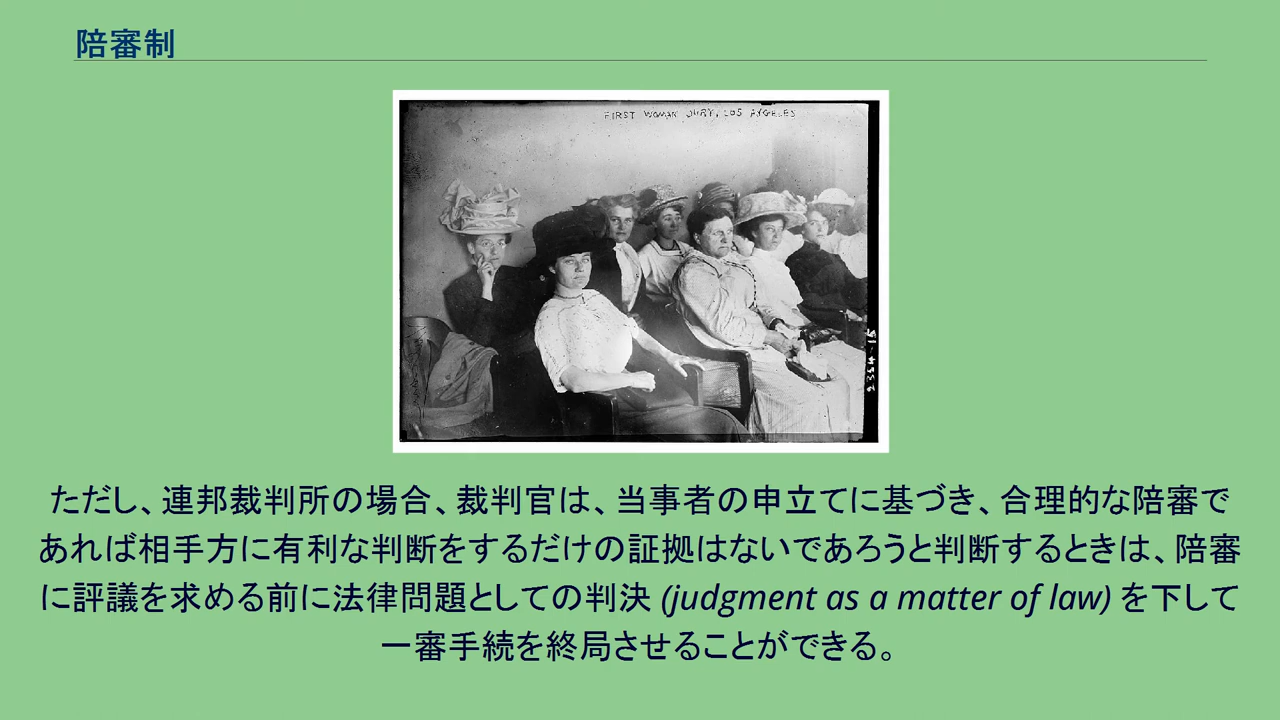 陪審制
FIRST WOMAN JURY, LOS ANGELES
2354-15
ただし、連邦裁判所の場合、裁判官は、当事者の申立てに基づき、合理的な陪審で
あれば相手方に有利な判断をするだけの証拠はないであろうと判断するときは、陪審
に評議を求める前に法律問題としての判決 (judgment as a matter of law) を下して
一審手続を終局させることができる。